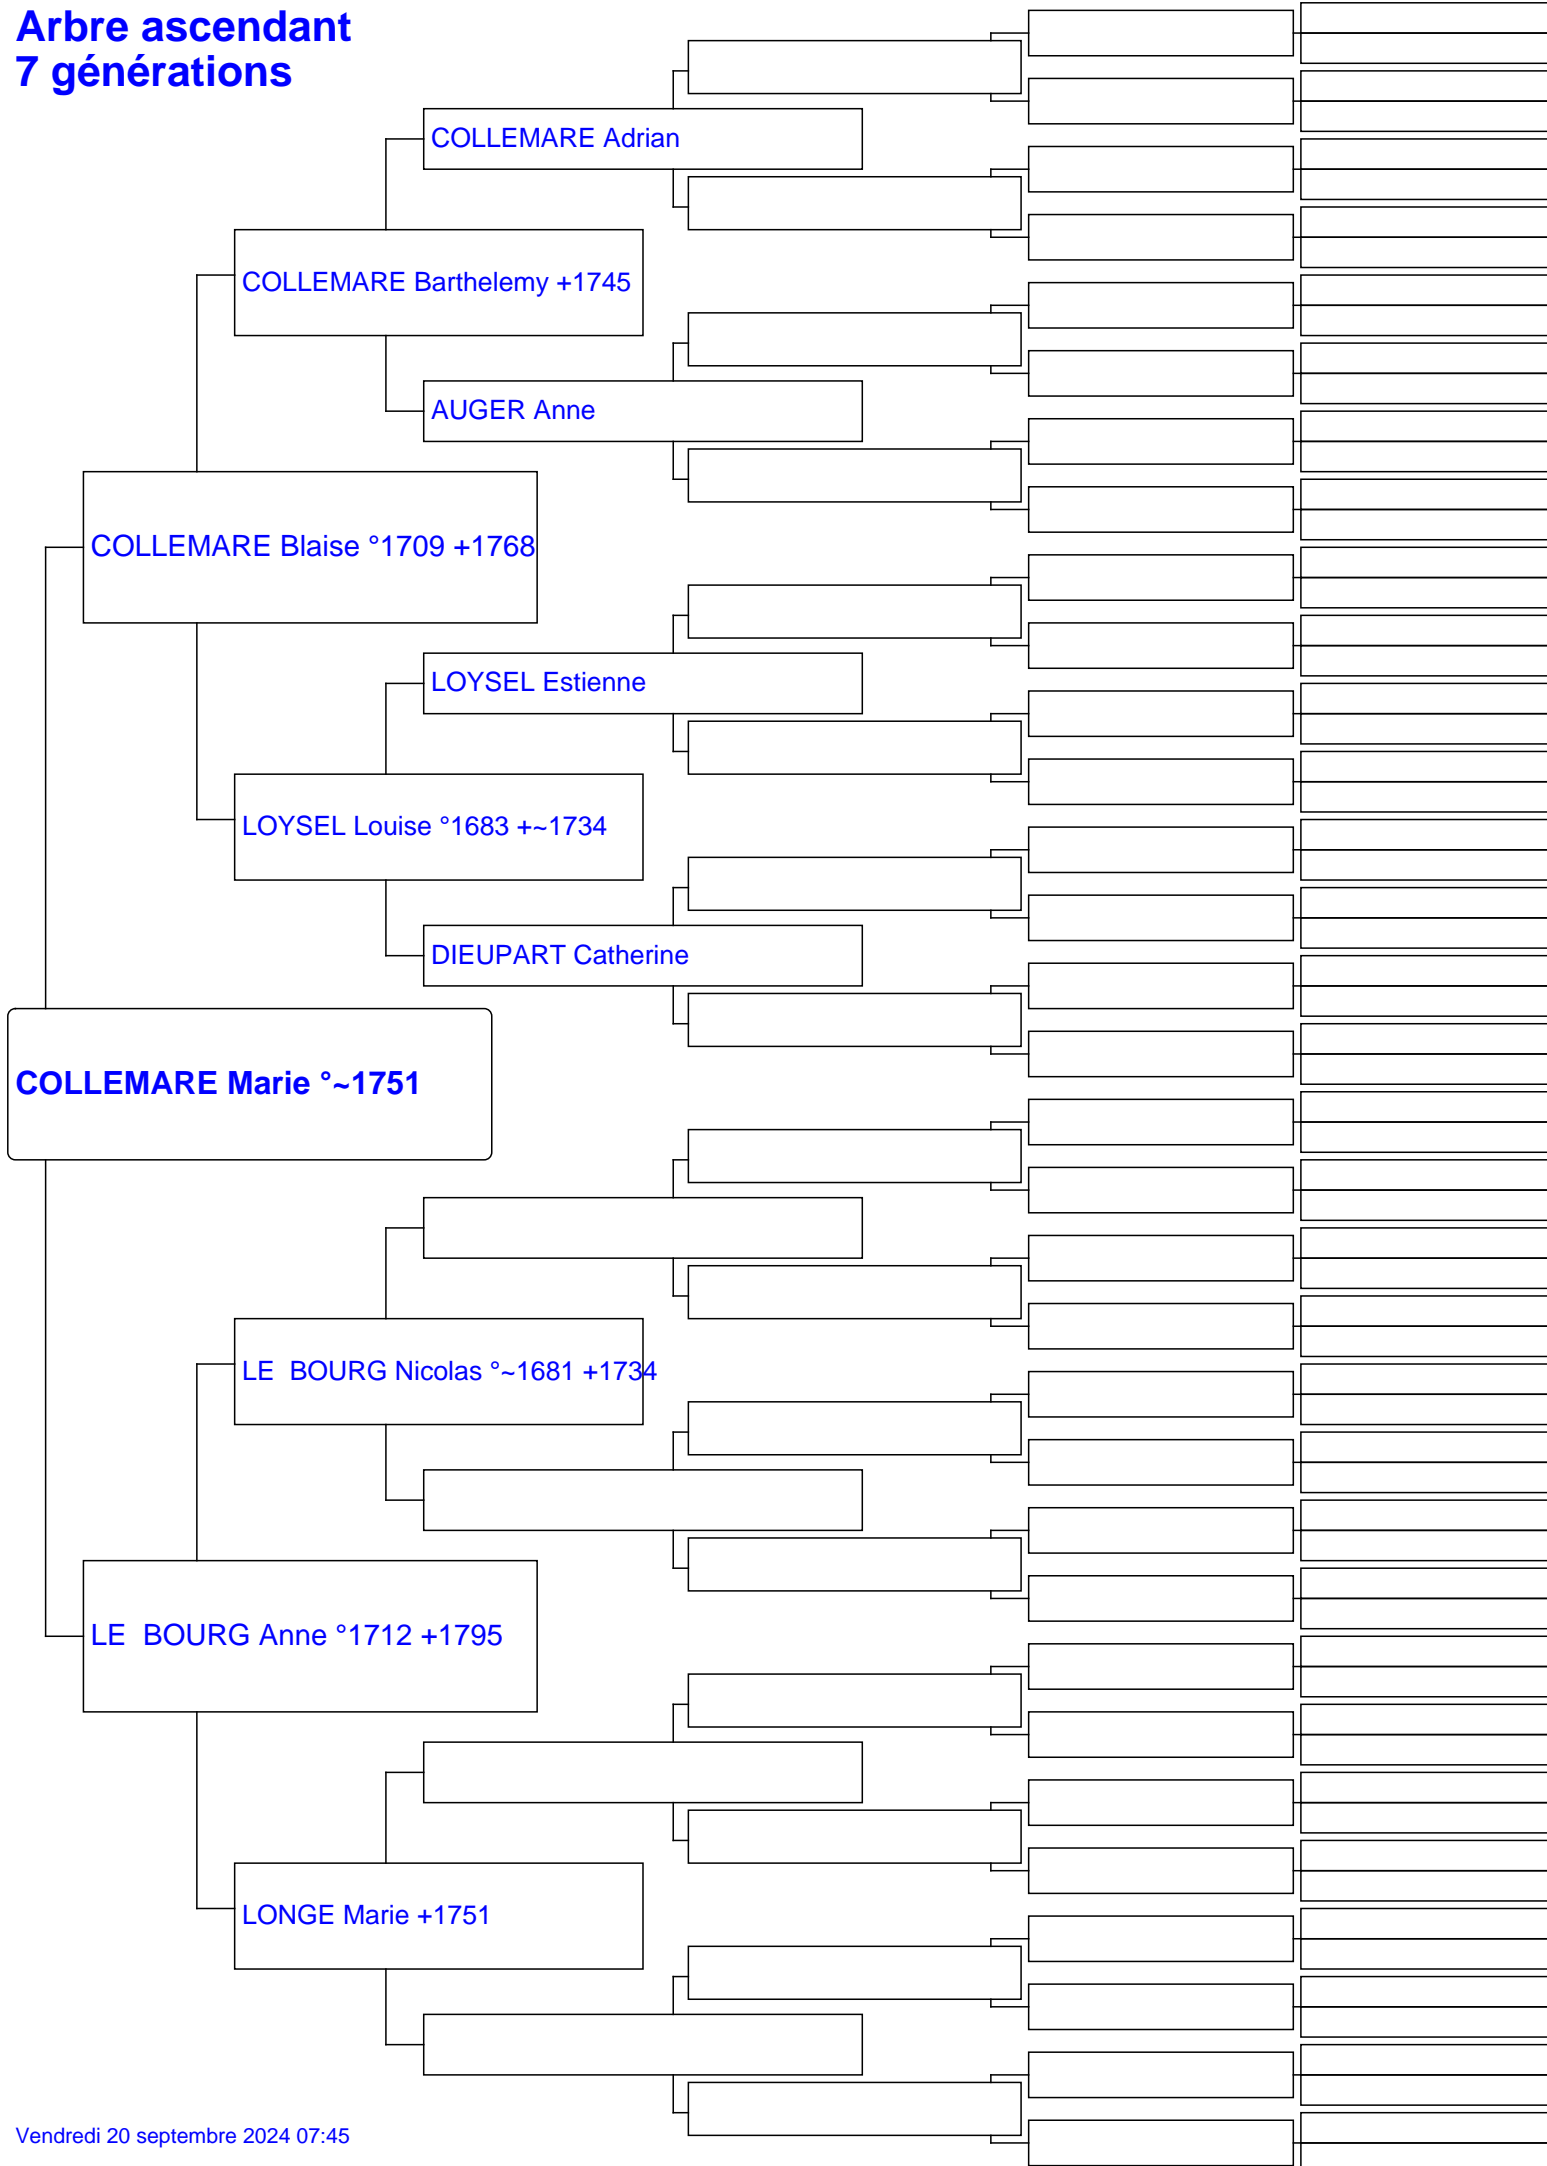 Arbre ascendant
7 générations
COLLEMARE Adrian
COLLEMARE Barthelemy +1745
AUGER Anne
COLLEMARE Blaise °1709 +1768
LOYSEL Estienne
LOYSEL Louise °1683 +~1734
DIEUPART Catherine
COLLEMARE Marie °~1751
LE  BOURG Nicolas °~1681 +1734
LE  BOURG Anne °1712 +1795
LONGE Marie +1751
Vendredi 20 septembre 2024 07:45